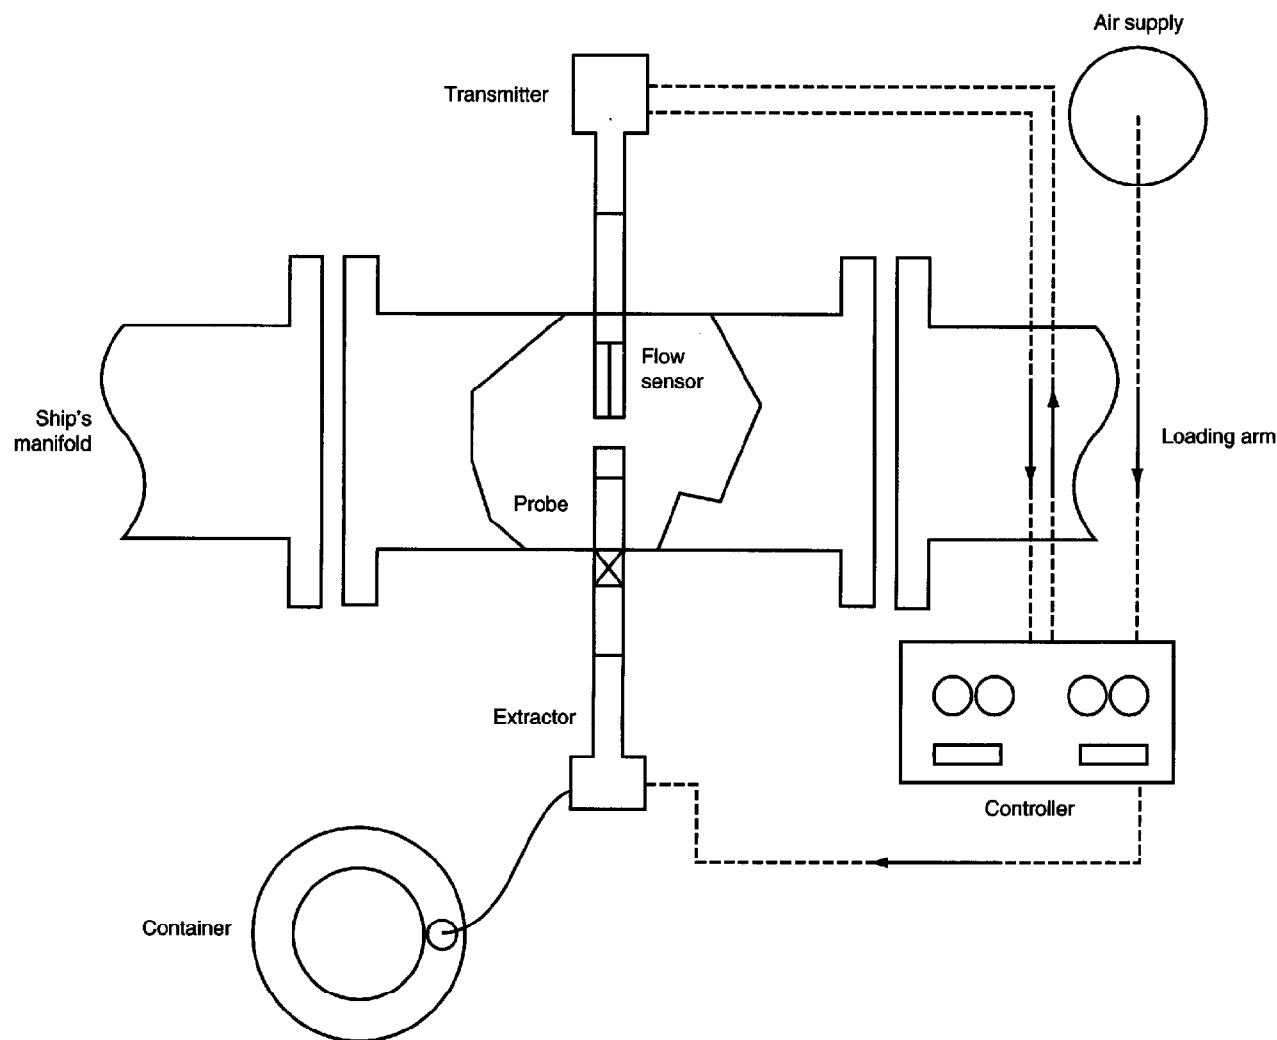 Air supply
Transmitter
Flow
sensor
Ship's
manifold
Loading arm
Probe
Extractor
Controller
Container